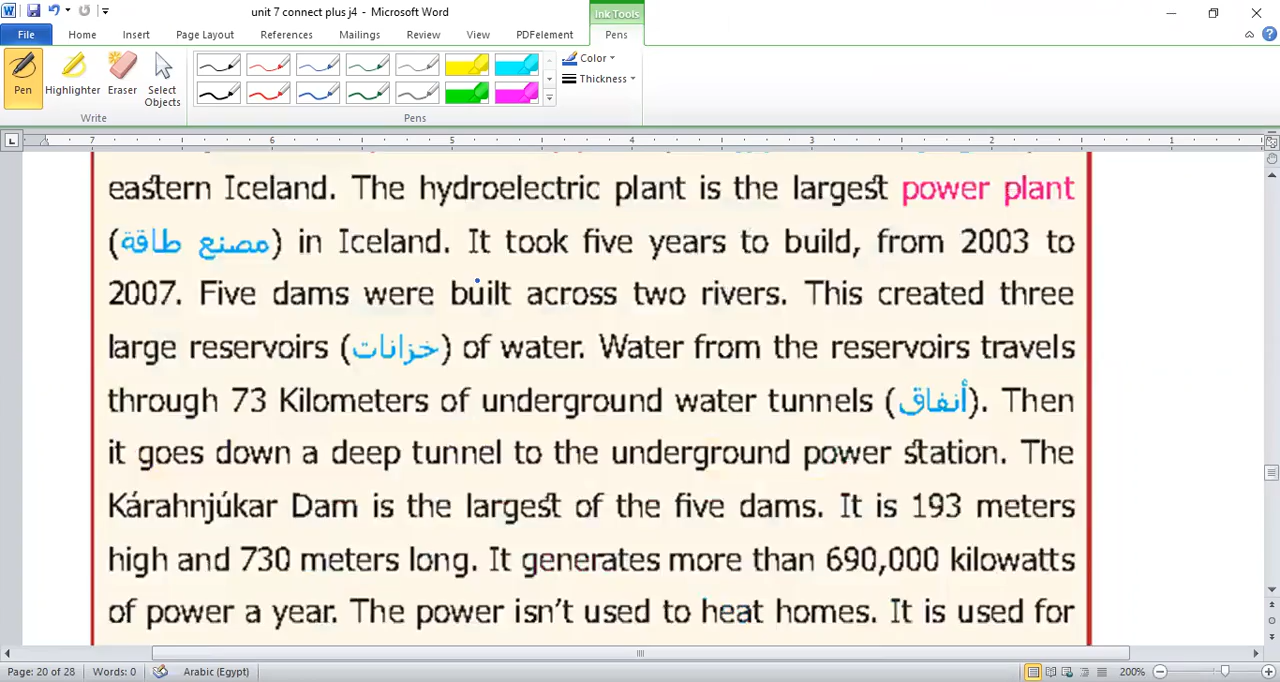 unit 7 connect plus j4 - Microsoft Word
Ink Tools
File Home Insert Page Layout References Mailings Review View PDFelement Pens
Pen Highlighter Eraser Select Objects
Color
Thickness
Write Pens
7 6 5 4 3 2 1
eastern Iceland. The hydroelectric plant is the largest power plant
(مصنع طاقة) in Iceland. It took five years to build, from 2003 to
2007. Five dams were built across two rivers. This created three
large reservoirs (خزانات) of water. Water from the reservoirs travels
through 73 Kilometers of underground water tunnels (أنفاق). Then
it goes down a deep tunnel to the underground power station. The
Kárahnjúkar Dam is the largest of the five dams. It is 193 meters
high and 730 meters long. It generates more than 690,000 kilowatts
of power a year. The power isn't used to heat homes. It is used for
Page: 20 of 28 Words: 0 Arabic (Egypt) 200%